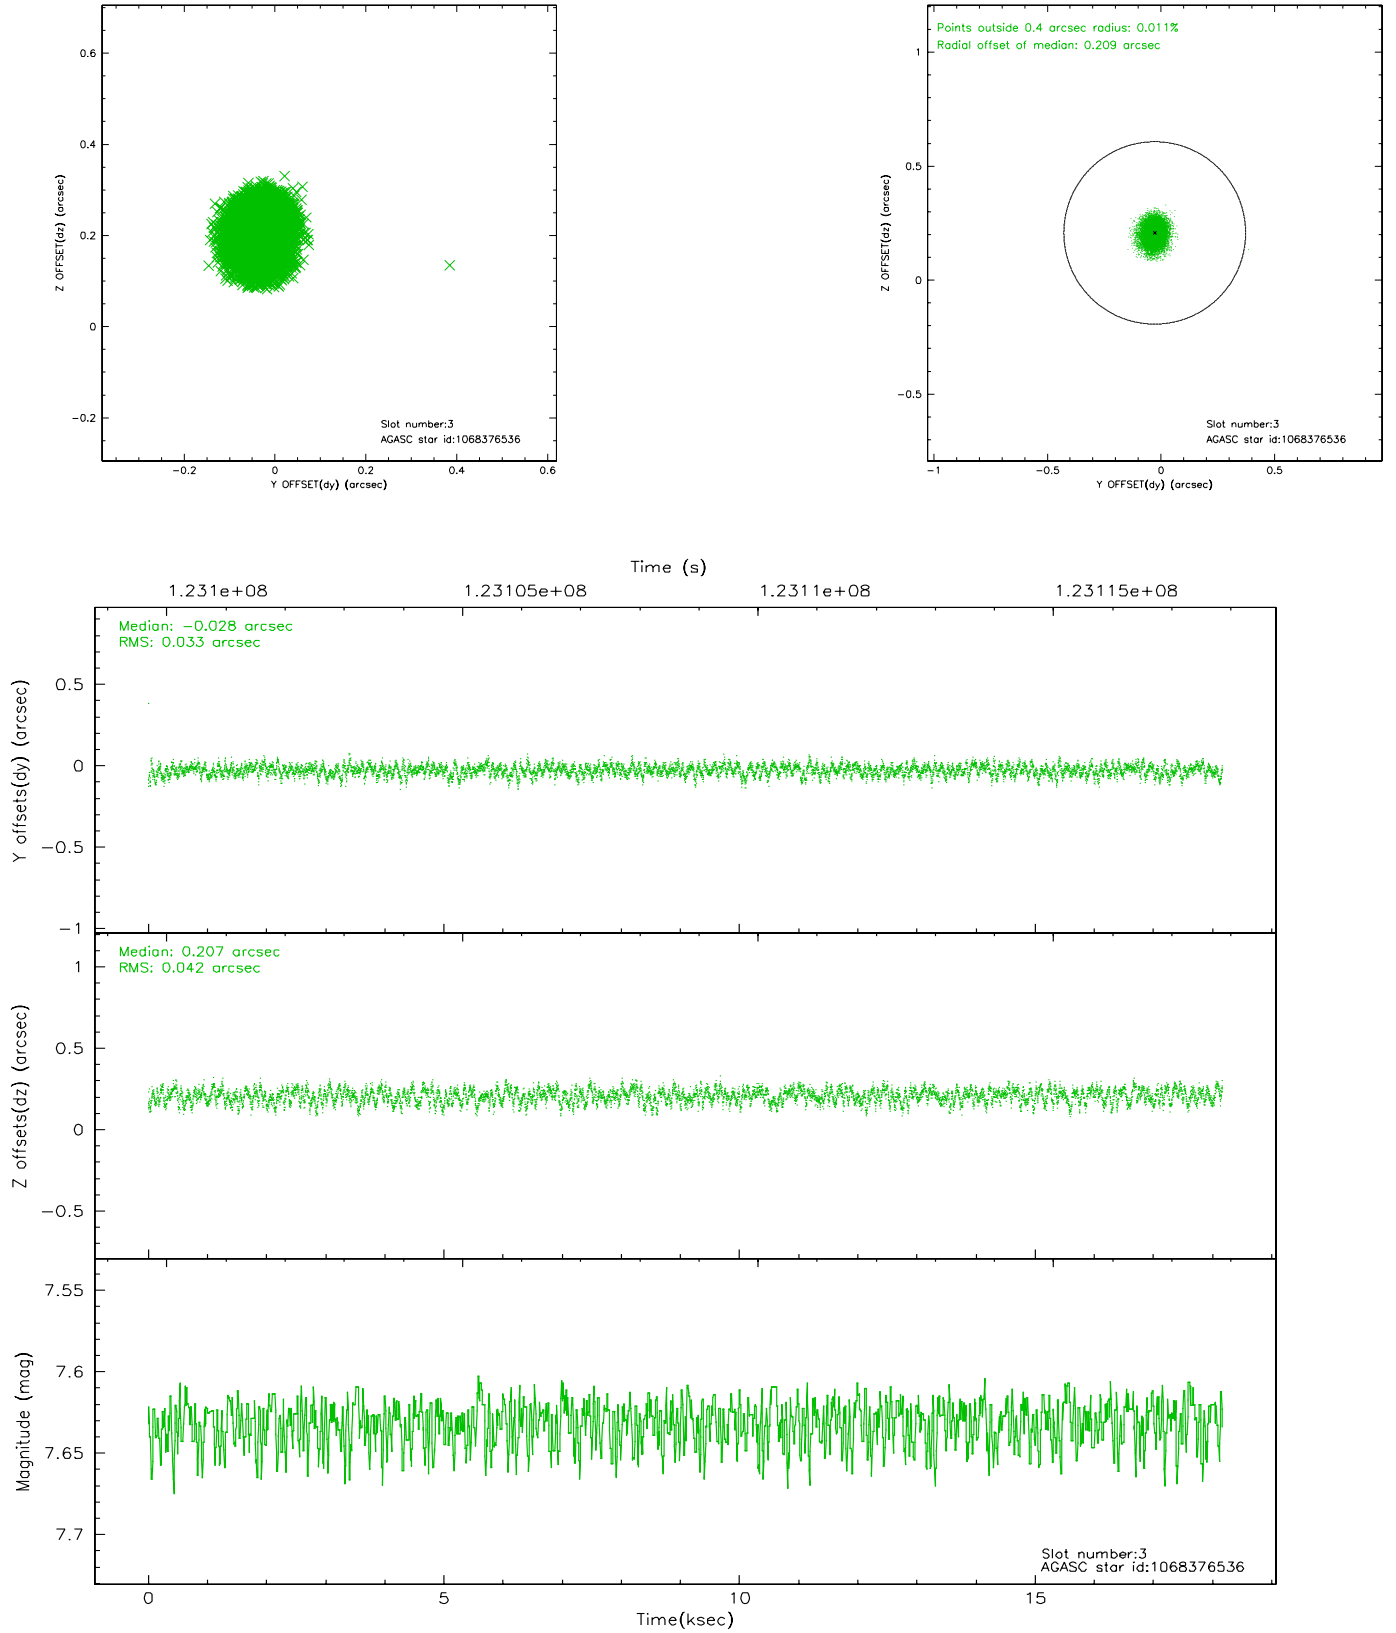 0.6
0.4
0.2
0
−0.2
Z OFFSET(dz) (arcsec)
Slot number:3
AGASC star id:1068376536
−0.2 0 0.2 0.4 0.6
Y OFFSET(dy) (arcsec)
Points outside 0.4 arcsec radius: 0.011%
Radial offset of median: 0.209 arcsec
1
0.5
0
−0.5
Z OFFSET(dz) (arcsec)
Slot number:3
AGASC star id:1068376536
−1 −0.5 0 0.5
Y OFFSET(dy) (arcsec)
Time (s)
1.231e+08 1.23105e+08 1.2311e+08 1.23115e+08
Median: −0.028 arcsec
RMS: 0.033 arcsec
0.5
0
−0.5
−1
Y offsets(dy) (arcsec)
Median: 0.207 arcsec
RMS: 0.042 arcsec
1
0.5
0
−0.5
Z offsets(dz) (arcsec)
7.55
7.6
7.65
7.7
Magnitude (mag)
Slot number:3
AGASC star id:1068376536
0 5 10 15
Time(ksec)